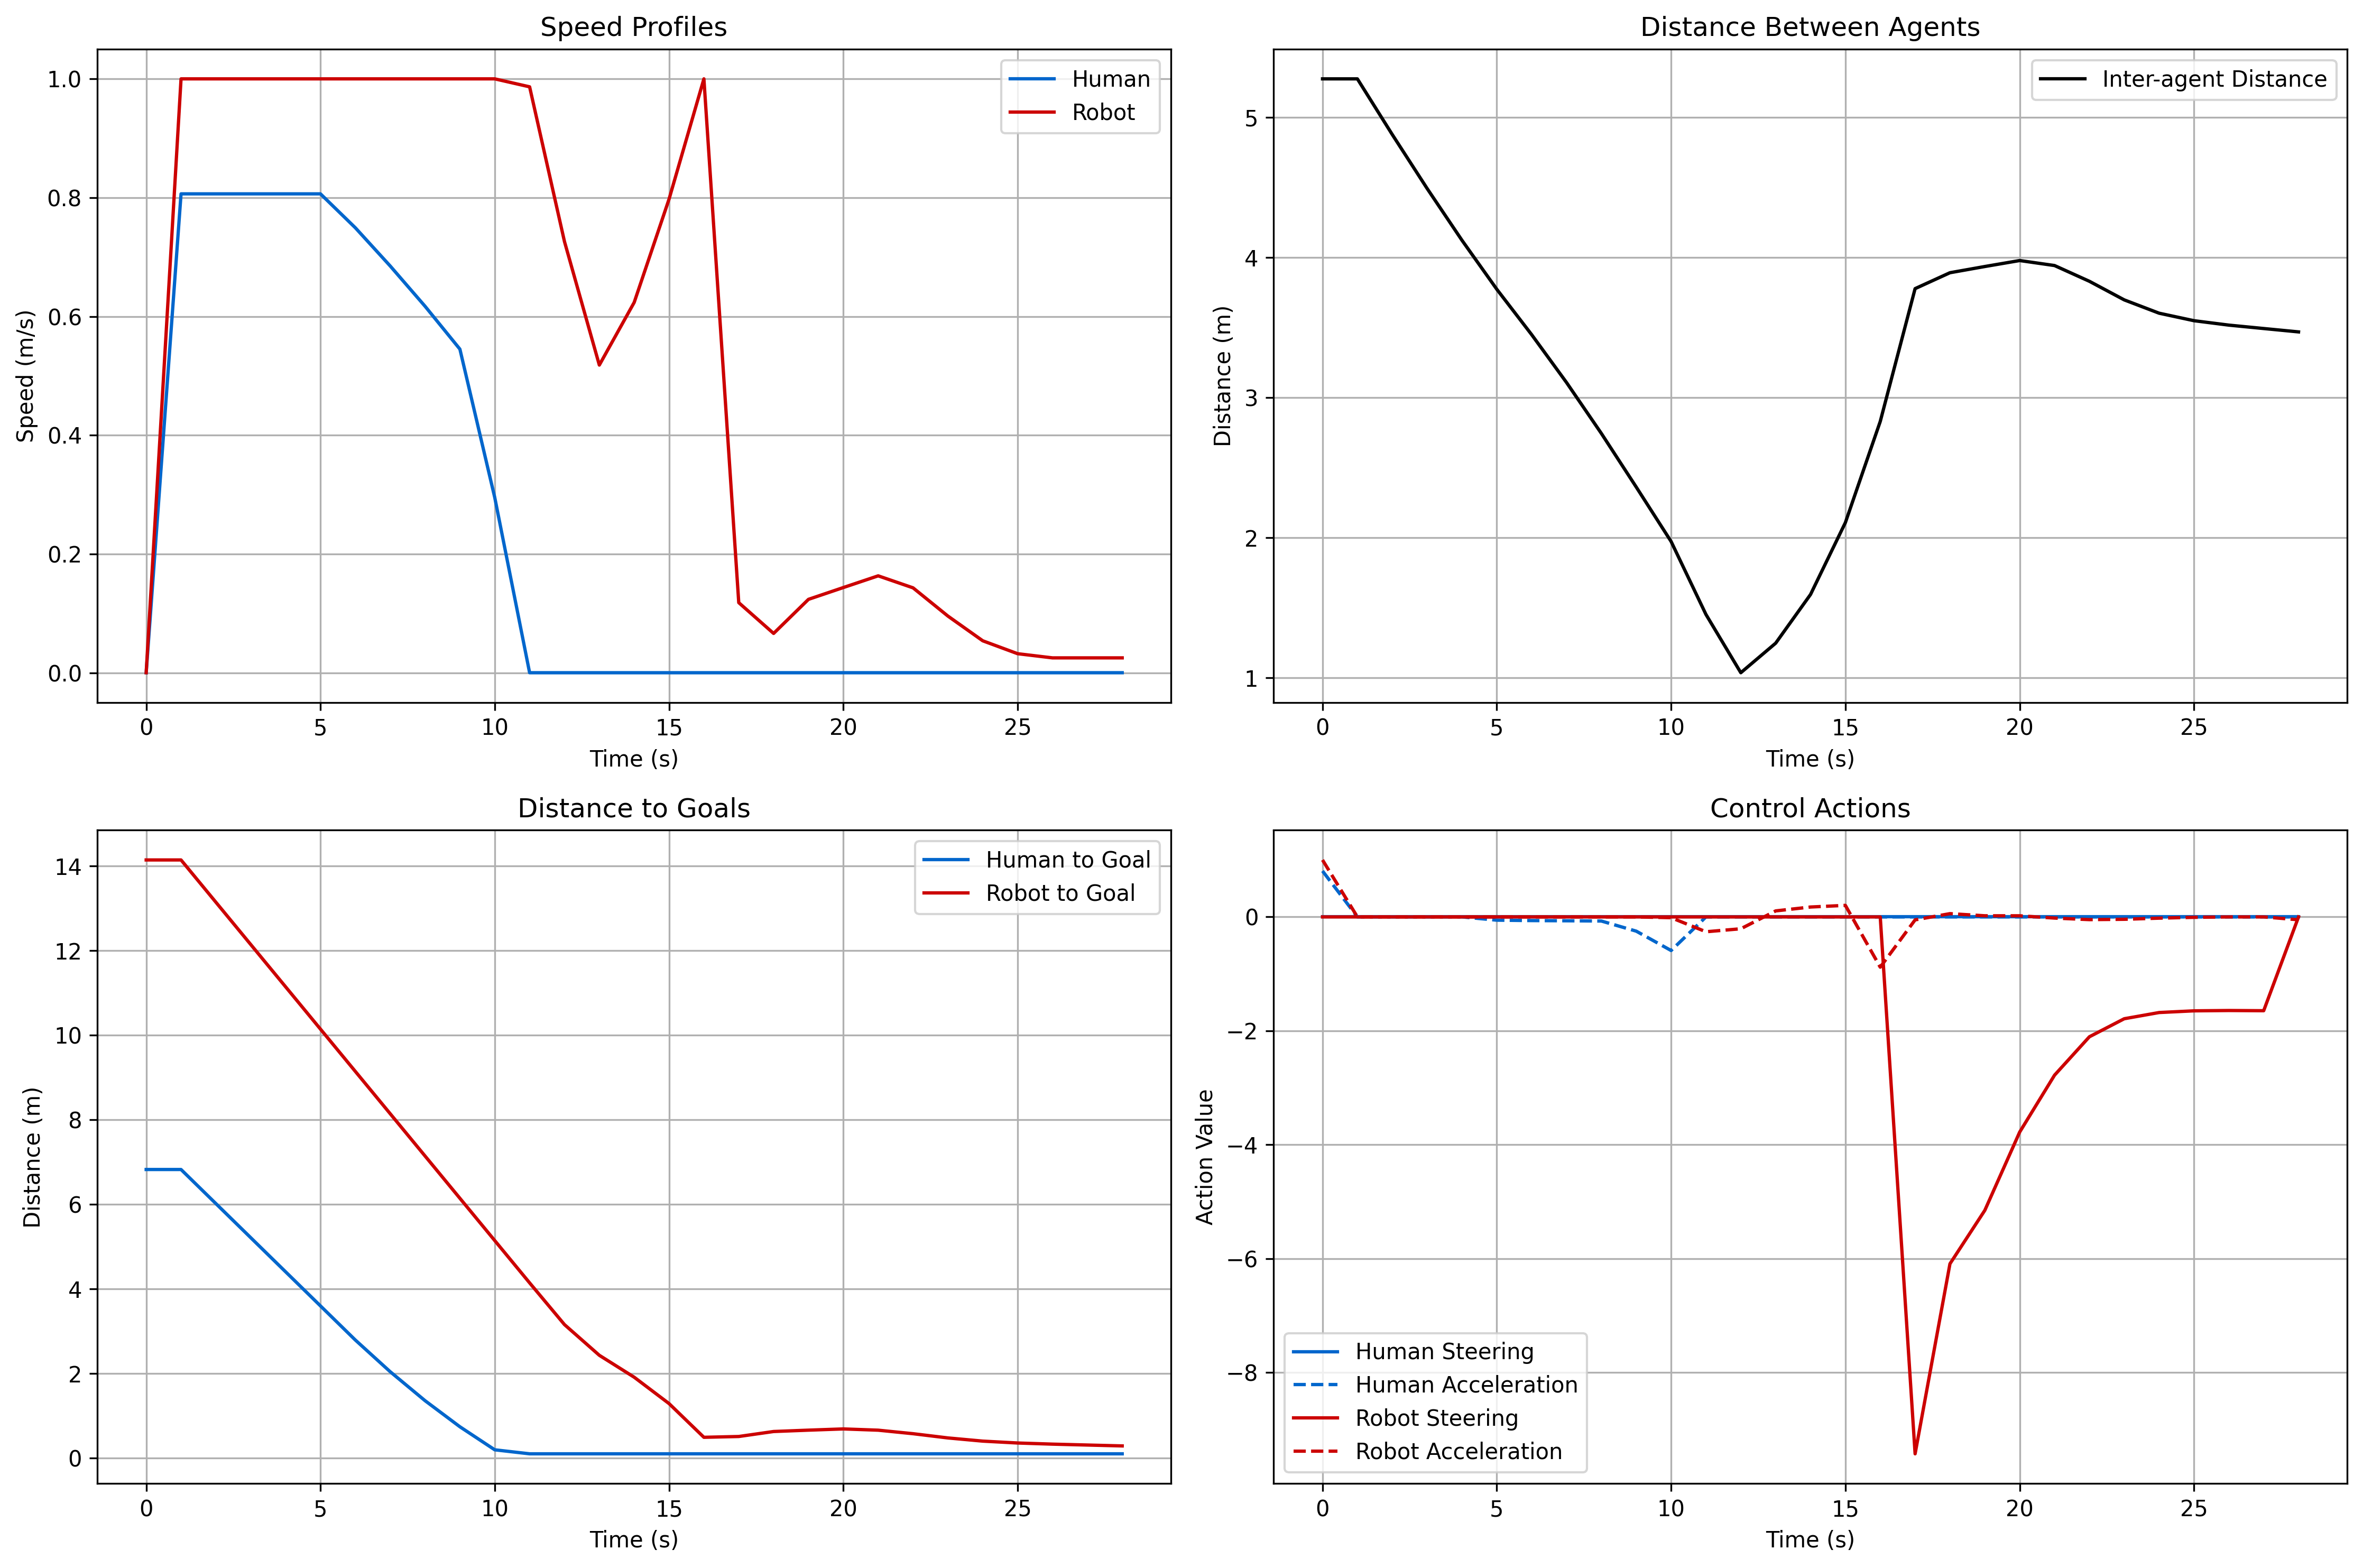 Speed Profiles
Human
Robot
1.0
0.8
0.6
0.4
0.2
0.0
Speed (m/s)
0 5 10 15 20 25
Time (s)
Distance Between Agents
Inter-agent Distance
5
4
3
2
1
Distance (m)
0 5 10 15 20 25
Time (s)
Distance to Goals
Human to Goal
Robot to Goal
14
12
10
8
6
4
2
0
Distance (m)
0 5 10 15 20 25
Time (s)
Control Actions
0
−2
−4
−6
−8
Action Value
Human Steering
Human Acceleration
Robot Steering
Robot Acceleration
0 5 10 15 20 25
Time (s)